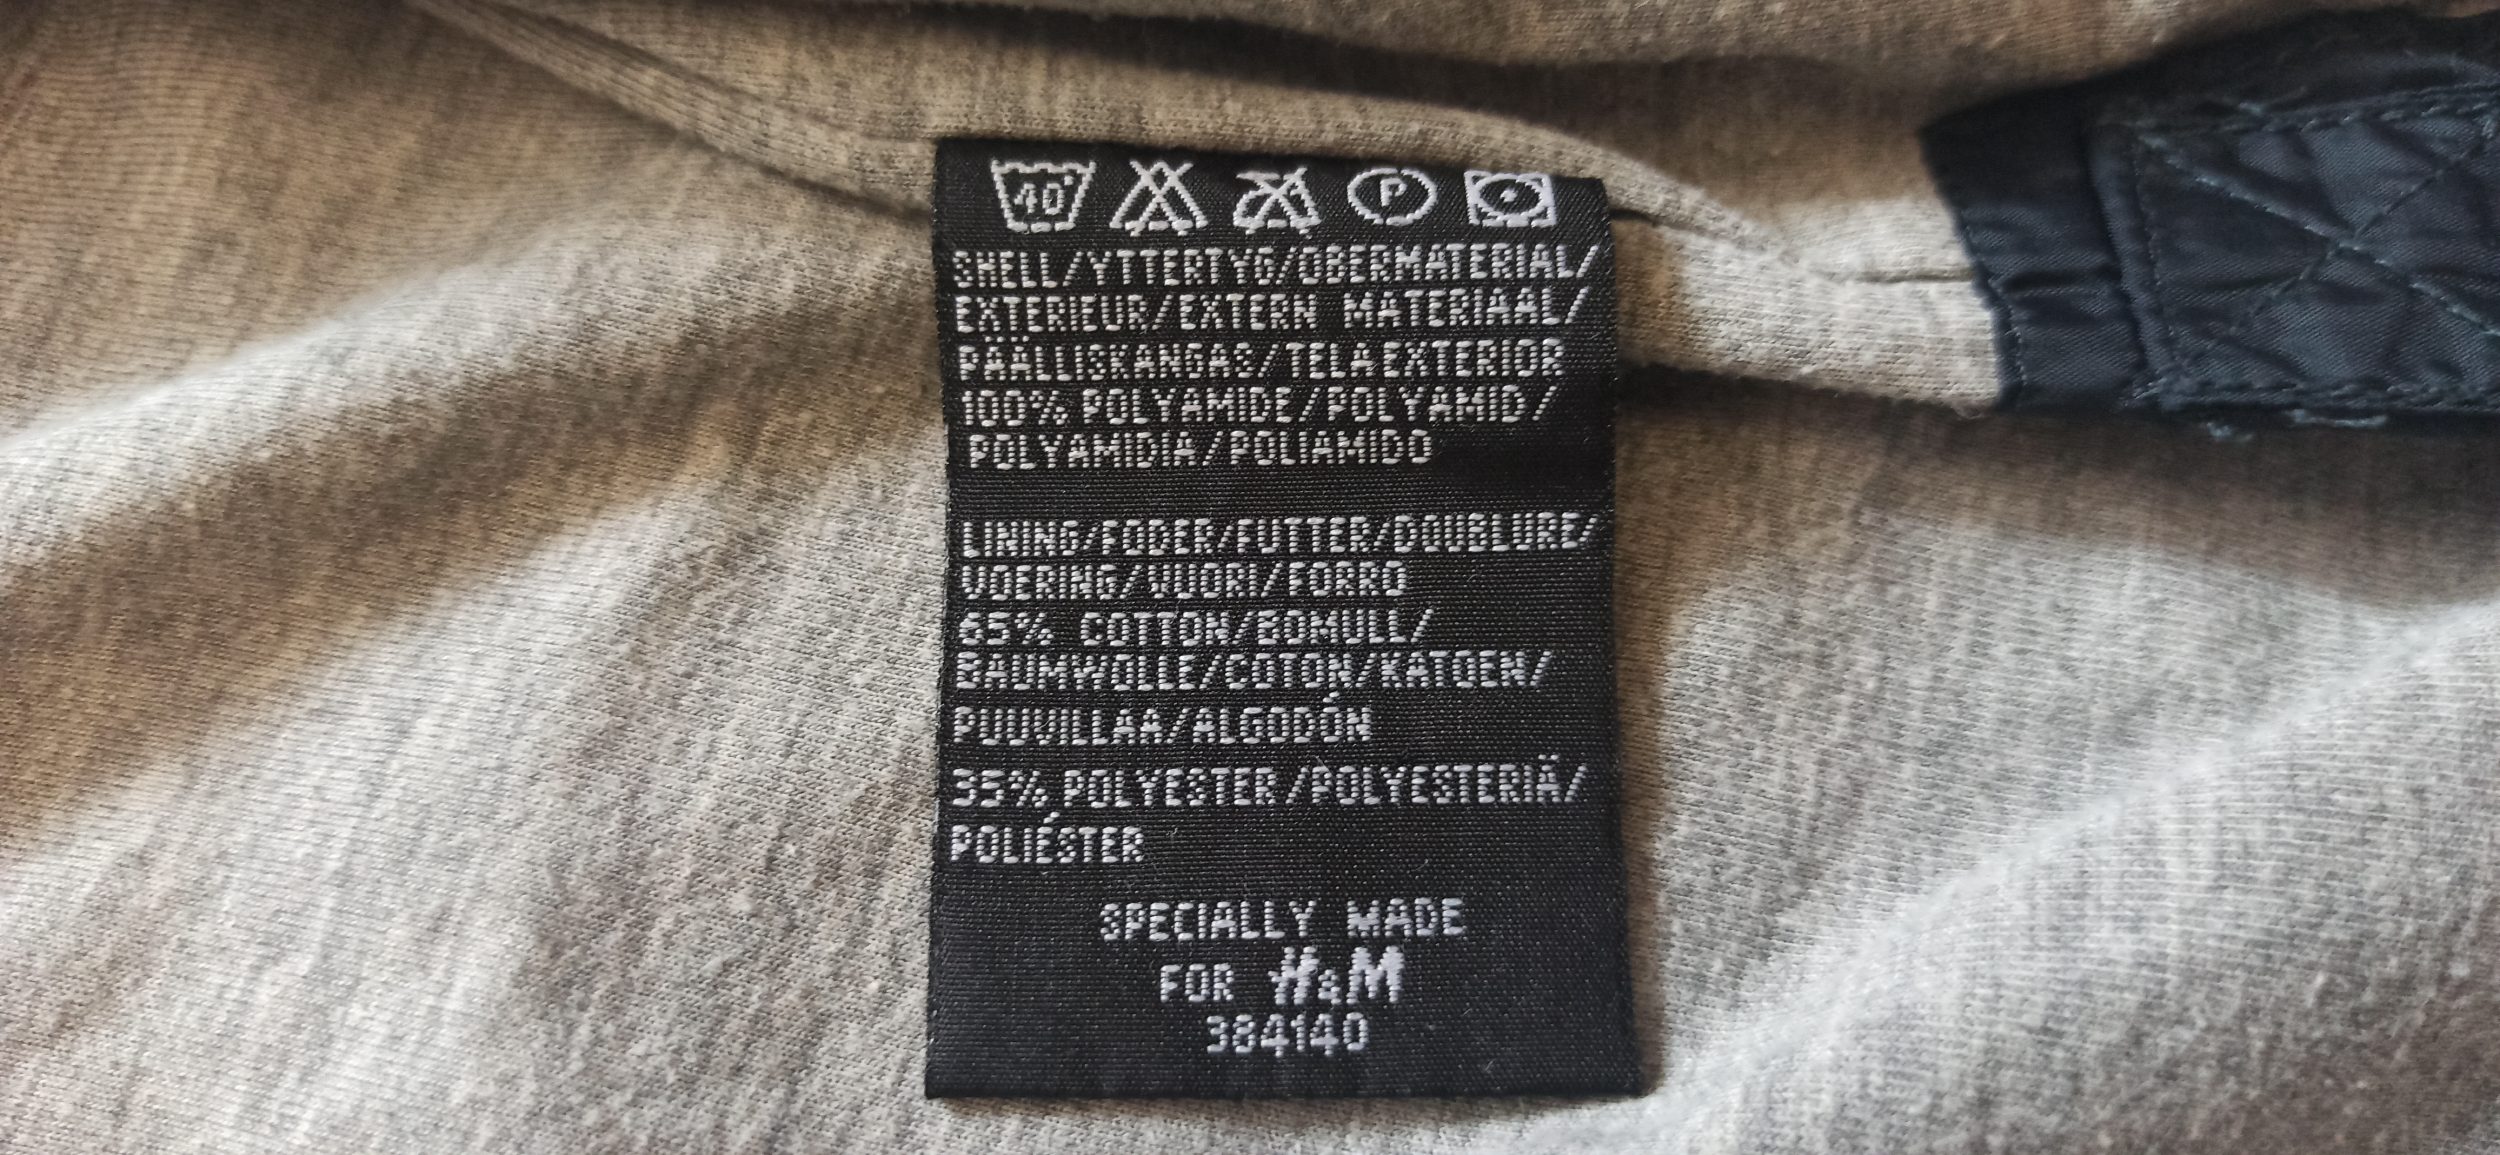 40°
P
SHELL/YTTERTYG/OBERMATERIAL/
EXTERIEUR/EXTERN MATERIAAL/
PÄÄLLISKANGAS/TELA EXTERIOR
100% POLYAMIDE/POLYAMID/
POLYAMIDIA/POLIAMIDO
LINING/FODER/FUTTER/DOUBLURE/
VOERING/VUORI/FORRO
65% COTTON/BOMULL/
BAUMWOLLE/COTON/KATOEN/
PUUVILLAA/ALGODÓN
35% POLYESTER/POLYESTERIÄ/
POLIÉSTER
SPECIALLY MADE
FOR H&M
384140